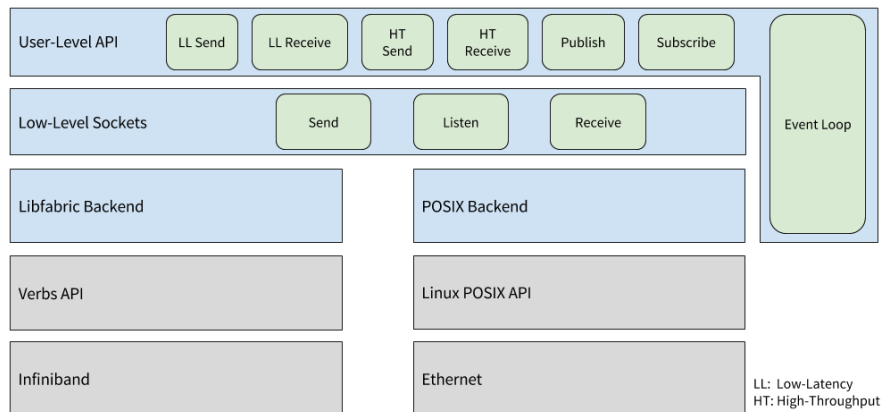 User-Level API
LL Send
LL Receive
HT
Send
HT
Receive
Publish
Subscribe
Event Loop
Low-Level Sockets
Send
Listen
Receive
Libfabric Backend
POSIX Backend
Verbs API
Linux POSIX API
Infiniband
Ethernet
LL: Low-Latency
HT: High-Throughput